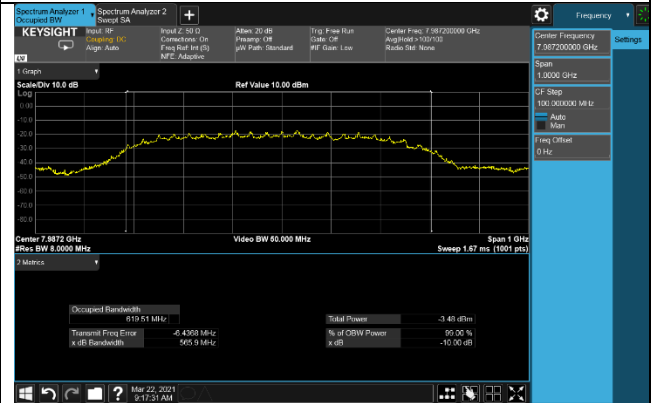 Spectrum Analyzer 1
Occupied BW
Spectrum Analyzer 2
Swept SA
Frequency
KEYSIGHT
Input: RF
Coupling: DC
Align: Auto
Input Z: 50 Ω
Corrections: On
Freq Ref: Int (S)
NFE: Adaptive
Atten: 20 dB
Preamp: Off
µW Path: Standard
Trig: Free Run
Gate: Off
#IF Gain: Low
Center Freq: 7.987200000 GHz
Avg|Hold:>100/100
Radio Std: None
Center Frequency
7.987200000 GHz
Settings
Span
1.0000 GHz
CF Step
100.000000 MHz
Auto
Man
Freq Offset
0 Hz
1 Graph
Scale/Div 10.0 dB
Ref Value 10.00 dBm
Log
0.00
-10.0
-20.0
-30.0
-40.0
-50.0
-60.0
-70.0
-80.0
Center 7.9872 GHz
Video BW 50.000 MHz
Span 1 GHz
#Res BW 8.0000 MHz
Sweep 1.67 ms (1001 pts)
2 Metrics
Occupied Bandwidth
619.51 MHz
Total Power
-3.48 dBm
Transmit Freq Error
-6.4368 MHz
% of OBW Power
99.00 %
x dB Bandwidth
565.9 MHz
x dB
-10.00 dB
Mar 22, 2021
9:17:31 AM